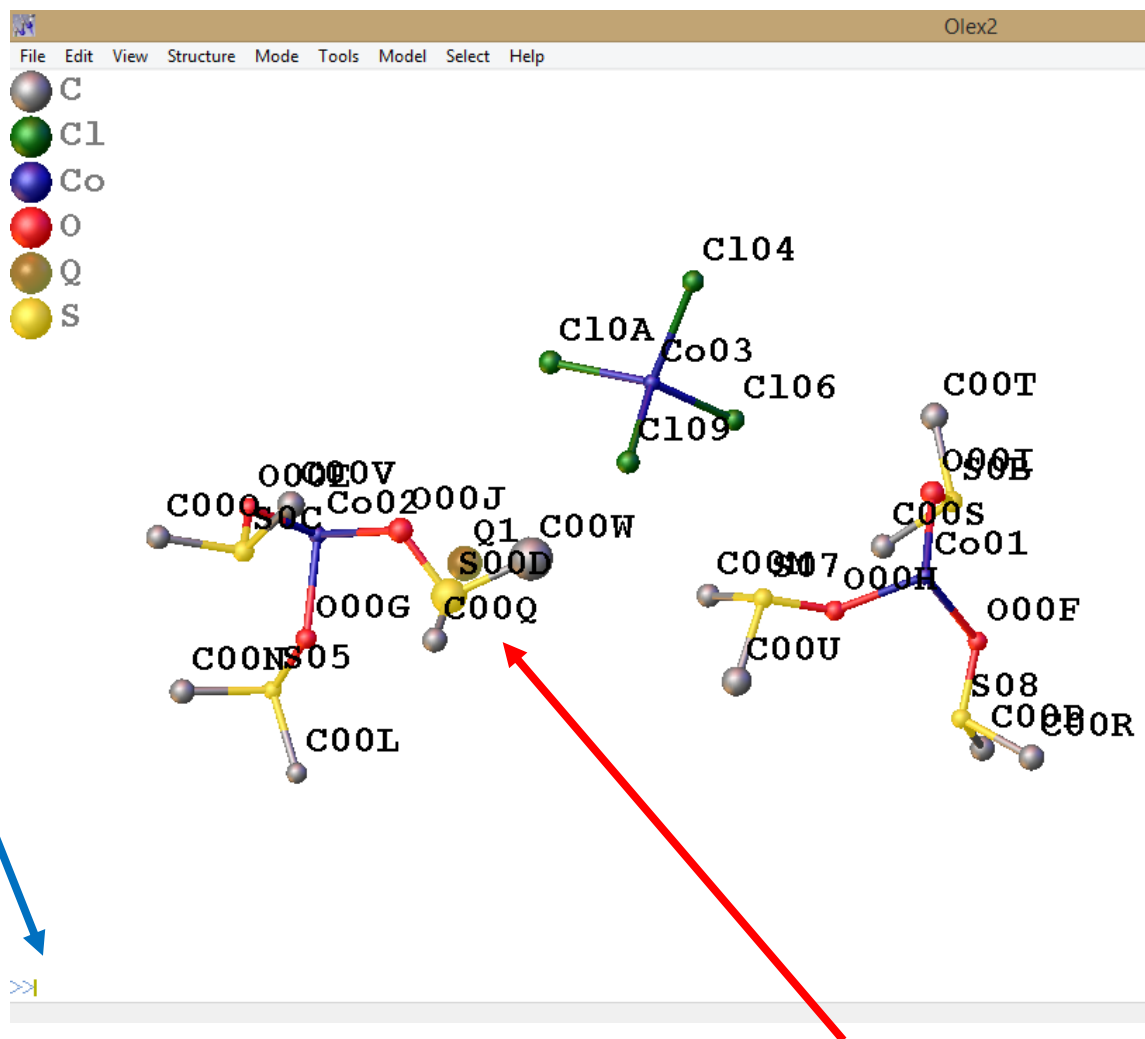 Olex2
File Edit View Structure Mode Tools Model Select Help
C
Cl
Co
O
Q
S
Cl04
Cl0A
Co03
Cl06
Cl09
C00T
O00I
S0B
C00S
Co01
C00V
Co02
O00J
S0C
Q1
C00W
S00D
C00Q
O00G
C00N
S05
C00L
C00M
S07
O00H
O00F
C00U
S08
C00P
C00R
>>